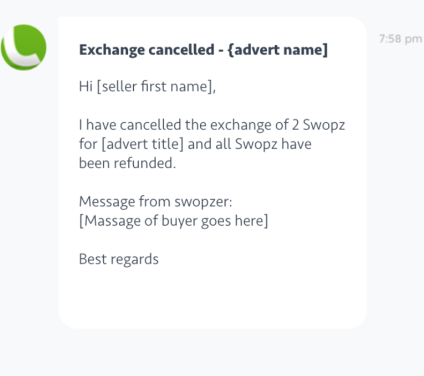 7:58 pm
Exchange cancelled - {advert name]
Hi [seller first name],
I have cancelled the exchange of 2 Swopz
for [advert title] and all Swopz have
been refunded.
Message from swopzer:
[Massage of buyer goes here]
Best regards